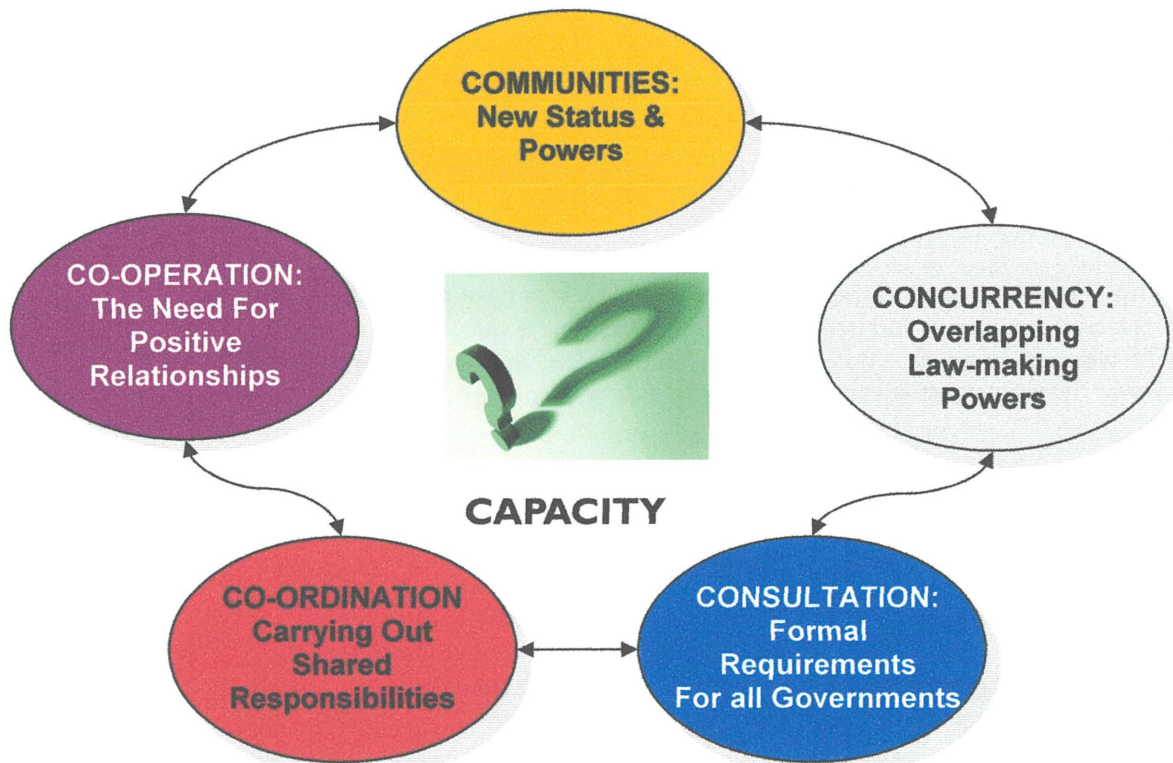 COMMUNITIES:
New Status &
Powers
CO-OPERATION:
The Need For
Positive
Relationships
CONCURRENCY:
Overlapping
Law-making
Powers
CAPACITY
CO-ORDINATION
Carrying Out
Shared
Responsibilities
CONSULTATION:
Formal
Requirements
For all Governments